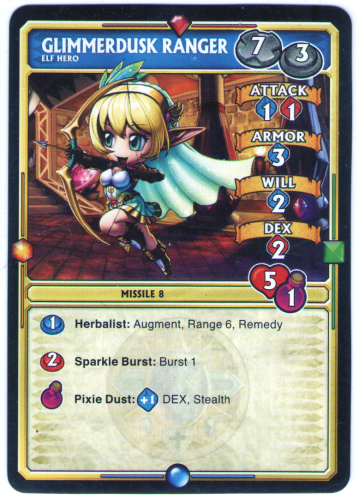 GLIMMERDUSK RANGER 7 3
ELF HERO
ATTACK
1 1
ARMOR
3
WILL
2
DEX
2
5 1
MISSILE 8
1 Herbalist: Augment, Range 6, Remedy
2 Sparkle Burst: Burst 1
Pixie Dust: +1 DEX, Stealth